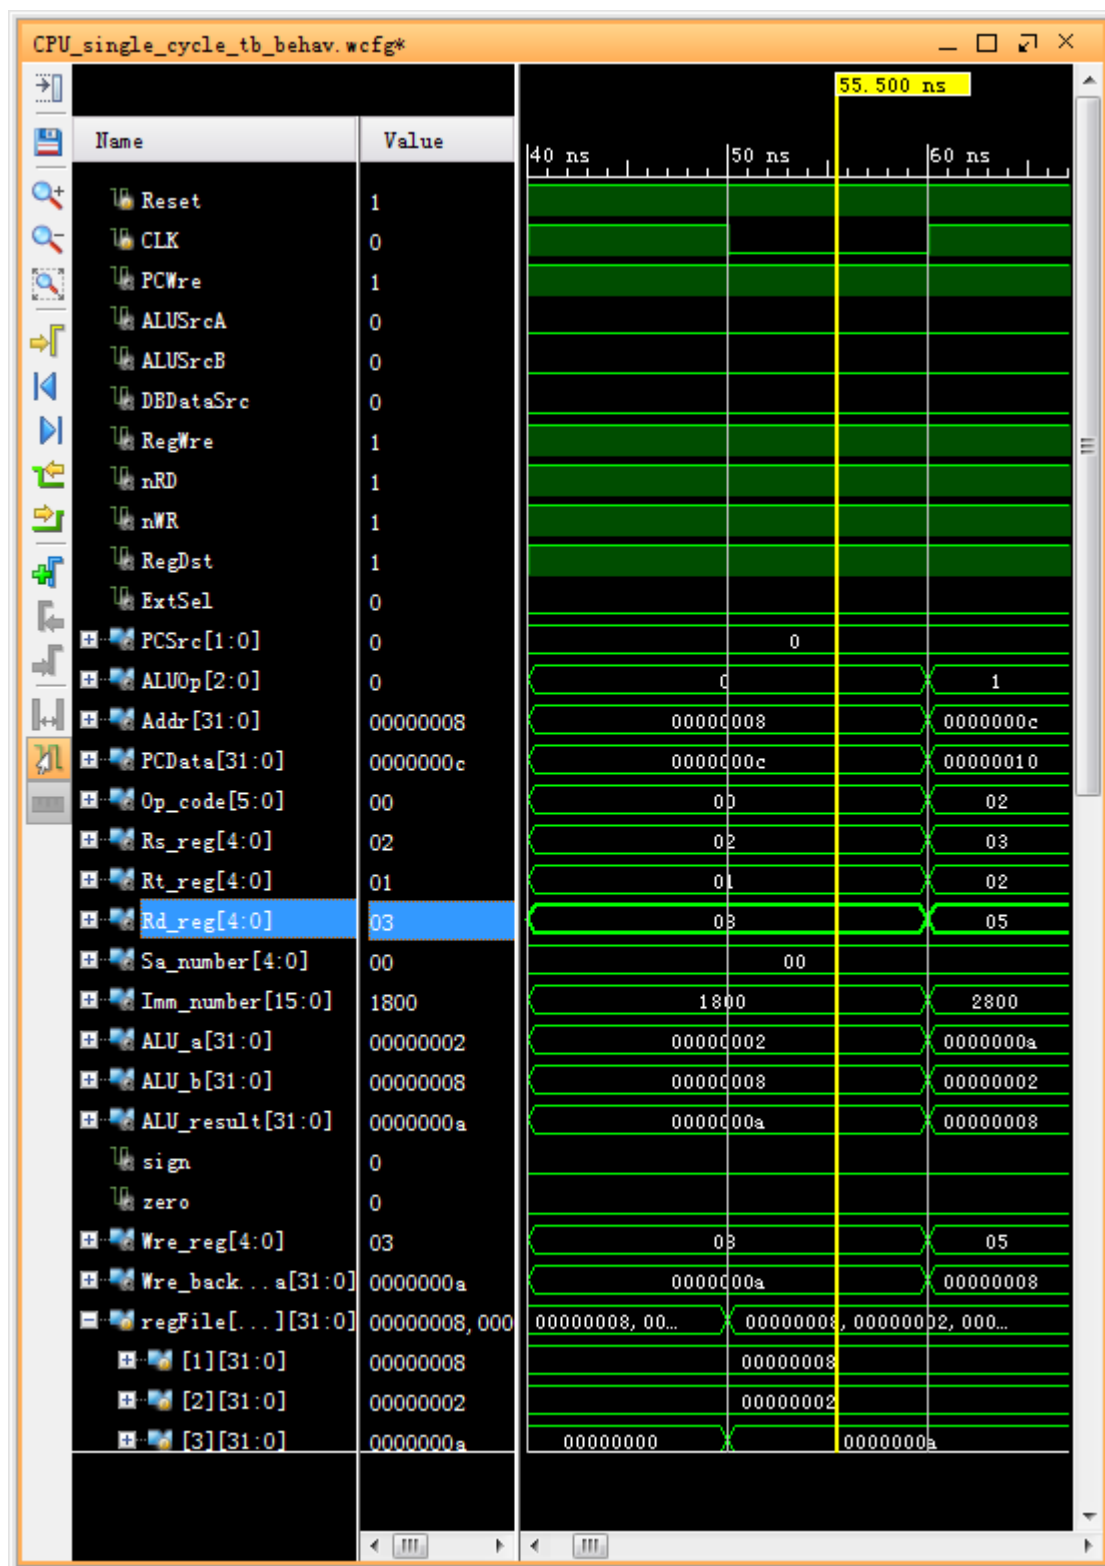 CPU_single_cycle_tb_behav.wcfg*
55.500 ns
Name Value 40 ns 50 ns 60 ns
Reset 1
CLK 0
PCWre 1
ALUSrcA 0
ALUSrcB 0
DBDataSrc 0
RegWre 1
nRD 1
nWR 1
RegDst 1
ExtSel 0
PCSrc[1:0] 0 0
ALUOp[2:0] 0 0 1
Addr[31:0] 00000008 00000008 0000000c
PCData[31:0] 0000000c 0000000c 00000010
Op_code[5:0] 00 00 02
Rs_reg[4:0] 02 02 03
Rt_reg[4:0] 01 01 02
Rd_reg[4:0] 03 03 05
Sa_number[4:0] 00 00
Imm_number[15:0] 1800 1800 2800
ALU_a[31:0] 00000002 00000002 0000000a
ALU_b[31:0] 00000008 00000008 00000002
ALU_result[31:0] 0000000a 0000000a 00000008
sign 0
zero 0
Wre_reg[4:0] 03 03 05
Wre_back...a[31:0] 0000000a 0000000a 00000008
regFile[...][31:0] 00000008,000 00000008,00... 00000008,00000002,000...
[1][31:0] 00000008 00000008
[2][31:0] 00000002 00000002
[3][31:0] 0000000a 00000000 0000000a